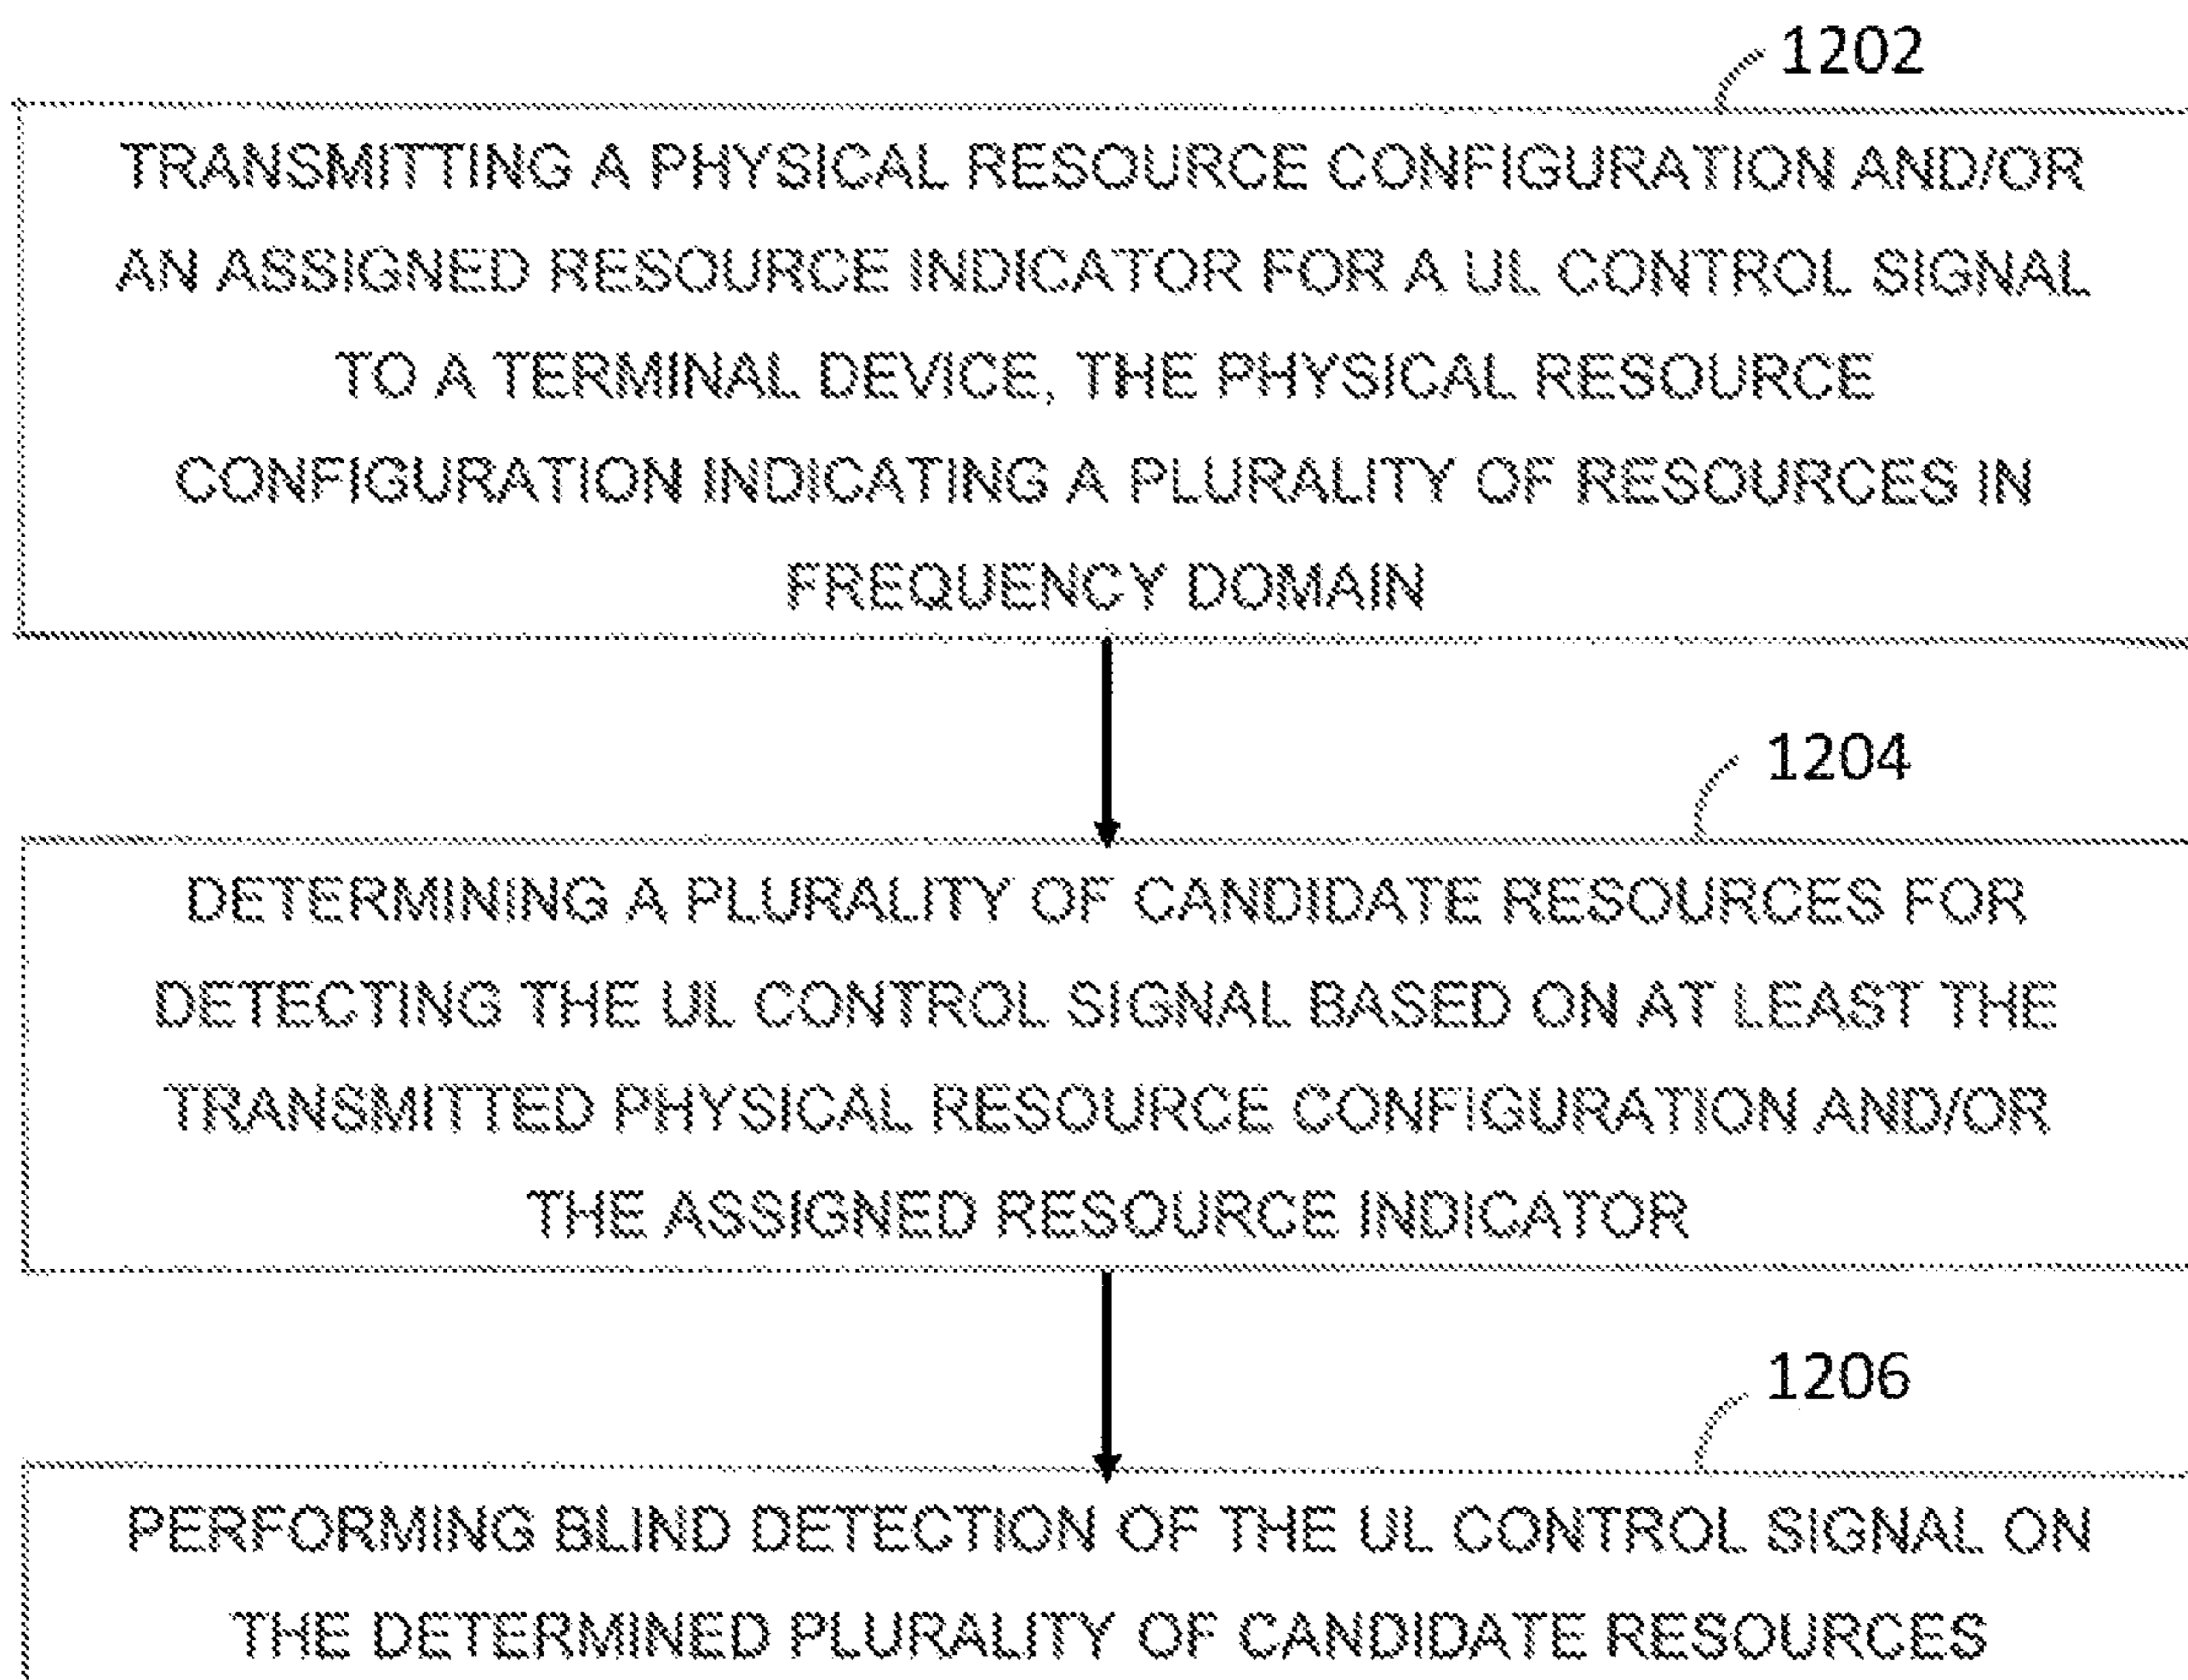 1202
TRANSMITTING A PHYSICAL RESOURCE CONFIGURATION AND/OR
AN ASSIGNED RESOURCE INDICATOR FOR A UL CONTROL SIGNAL
TO A TERMINAL DEVICE, THE PHYSICAL RESOURCE
CONFIGURATION INDICATING A PLURALITY OF RESOURCES IN
FREQUENCY DOMAIN
1204
DETERMINING A PLURALITY OF CANDIDATE RESOURCES FOR
DETECTING THE UL CONTROL SIGNAL BASED ON AT LEAST THE
TRANSMITTED PHYSICAL RESOURCE CONFIGURATION AND/OR
THE ASSIGNED RESOURCE INDICATOR
1206
PERFORMING BLIND DETECTION OF THE UL CONTROL SIGNAL ON
THE DETERMINED PLURALITY OF CANDIDATE RESOURCES